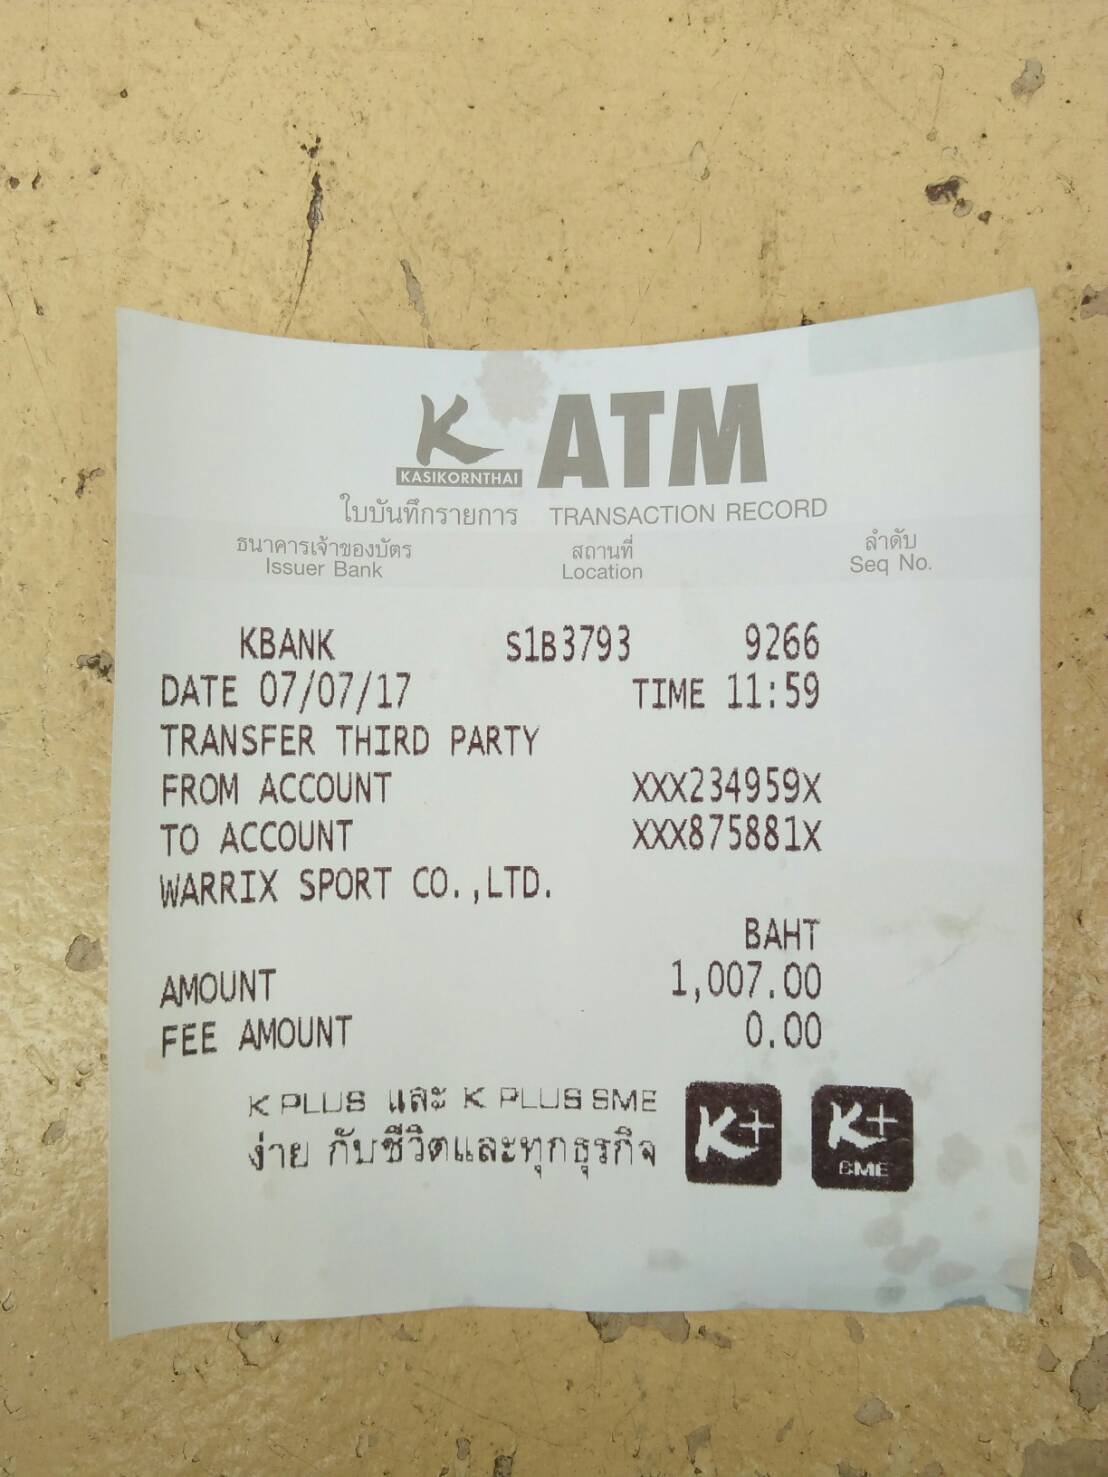 K ATM
KASIKORNTHAI
ใบบันทึกรายการ TRANSACTION RECORD
ธนาคารเจ้าของบัตร สถานที่ ลำดับ
Issuer Bank Location Seq No.
KBANK S1B3793 9266
DATE 07/07/17 TIME 11:59
TRANSFER THIRD PARTY
FROM ACCOUNT XXX234959X
TO ACCOUNT XXX875881X
WARRIX SPORT CO.,LTD.
BAHT
AMOUNT 1,007.00
FEE AMOUNT 0.00
K PLUS และ K PLUS SME K+ K+
ง่าย กับชีวิตและทุกธุรกิจ SME